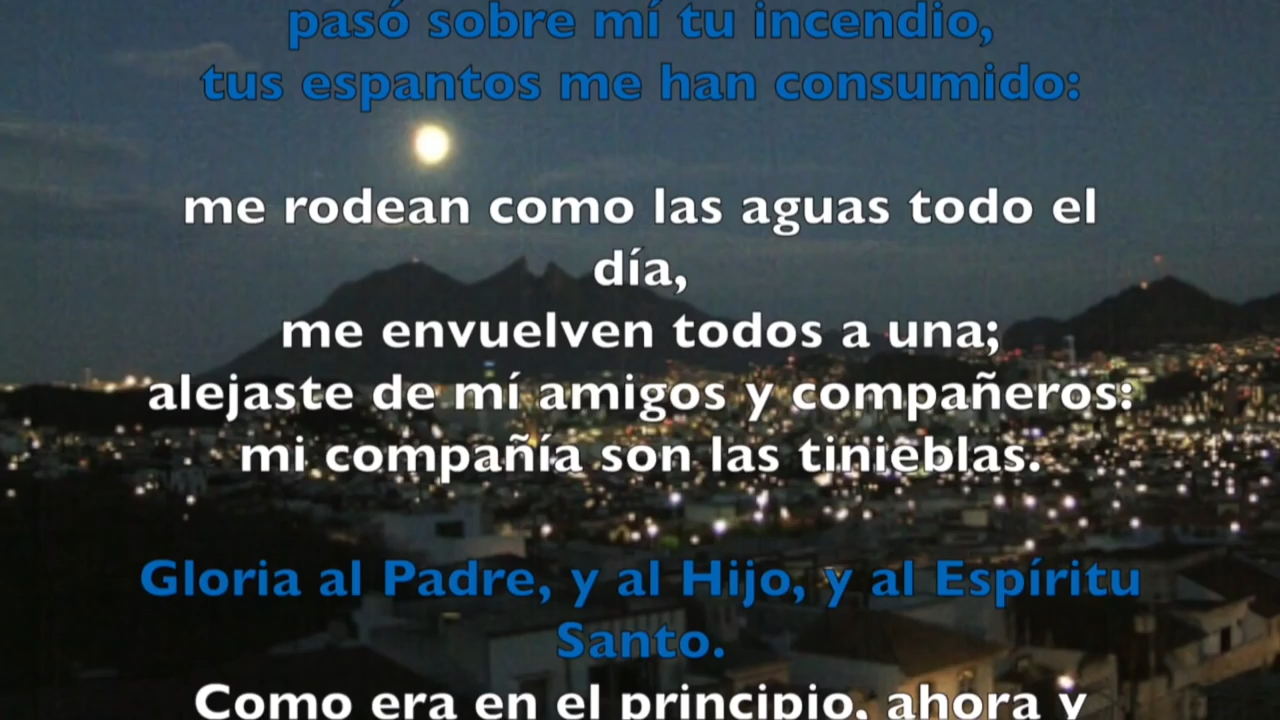 pasó sobre mí tu incendio,
tus espantos me han consumido:
me rodean como las aguas todo el
día,
me envuelven todos a una;
alejaste de mí amigos y compañeros:
mi compañía son las tinieblas.
Gloria al Padre, y al Hijo, y al Espíritu
Santo.
Como era en el principio, ahora y